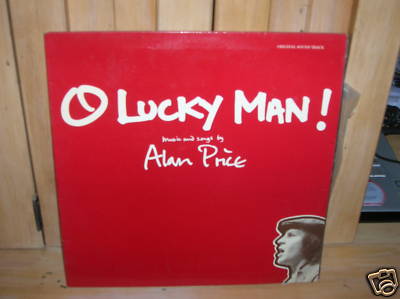 ORIGINAL SOUND TRACK
O LUCKY MAN!
music and songs by
Alan Price